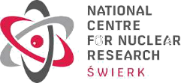 NATIONAL
CENTRE
FOR NUCLEAR
RESEARCH
ŚWIERK